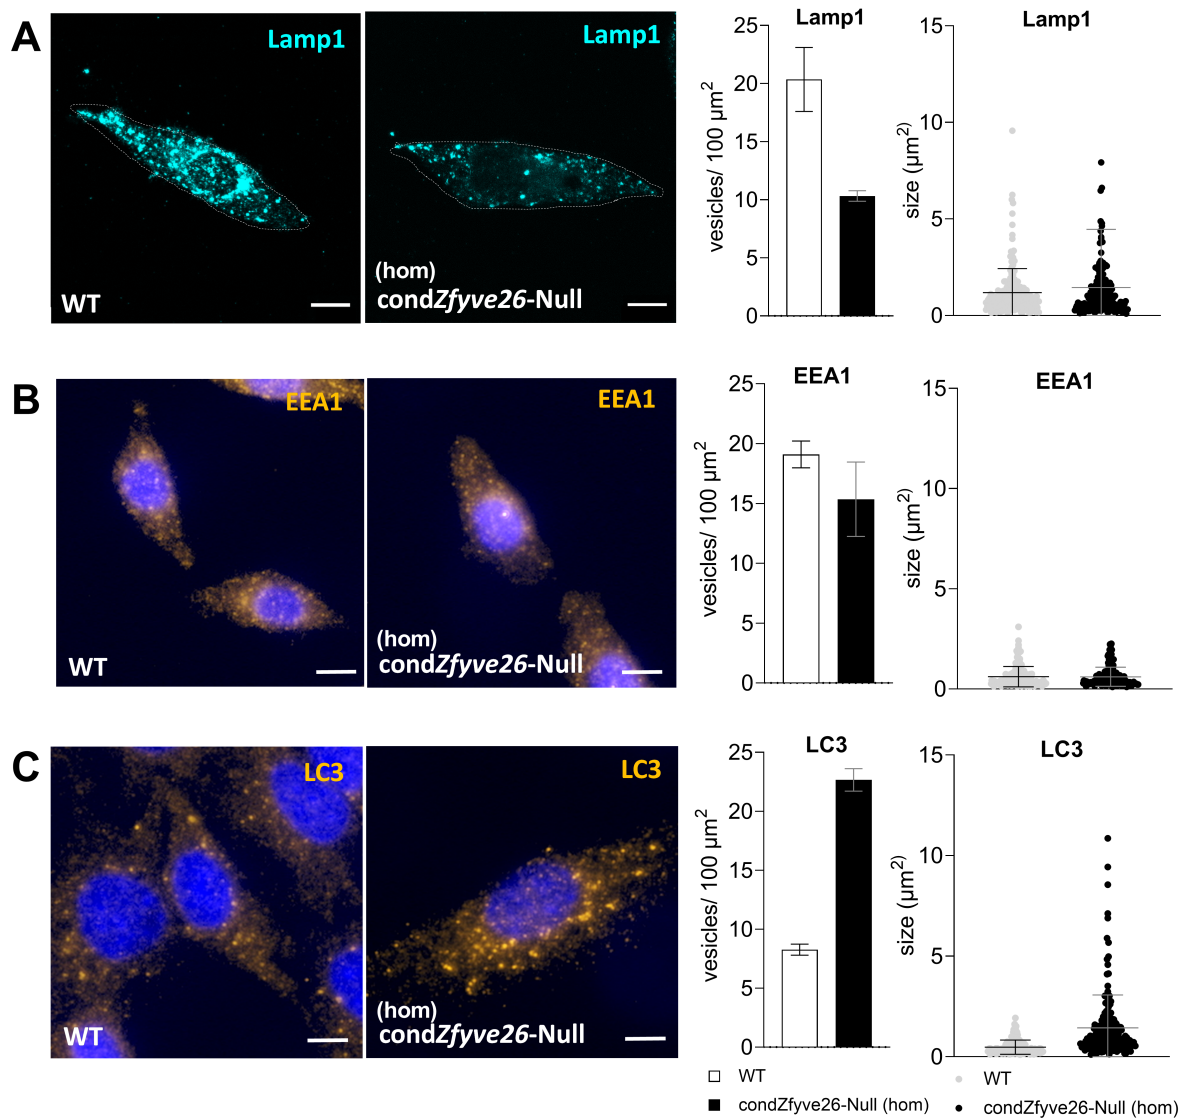 A
Lamp1
WT
Lamp1
(hom)
condZfyve26-Null
Lamp1
vesicles/ 100 µm2
25
20
15
10
5
0
Lamp1
size (µm2)
15
10
5
0
B
EEA1
WT
EEA1
(hom)
condZfyve26-Null
EEA1
vesicles/ 100 µm2
25
20
15
10
5
0
EEA1
size (µm2)
15
10
5
0
C
LC3
WT
LC3
(hom)
condZfyve26-Null
LC3
vesicles/ 100 µm2
25
20
15
10
5
0
LC3
size (µm2)
15
10
5
0
WT
condZfyve26-Null (hom)
WT
condZfyve26-Null (hom)